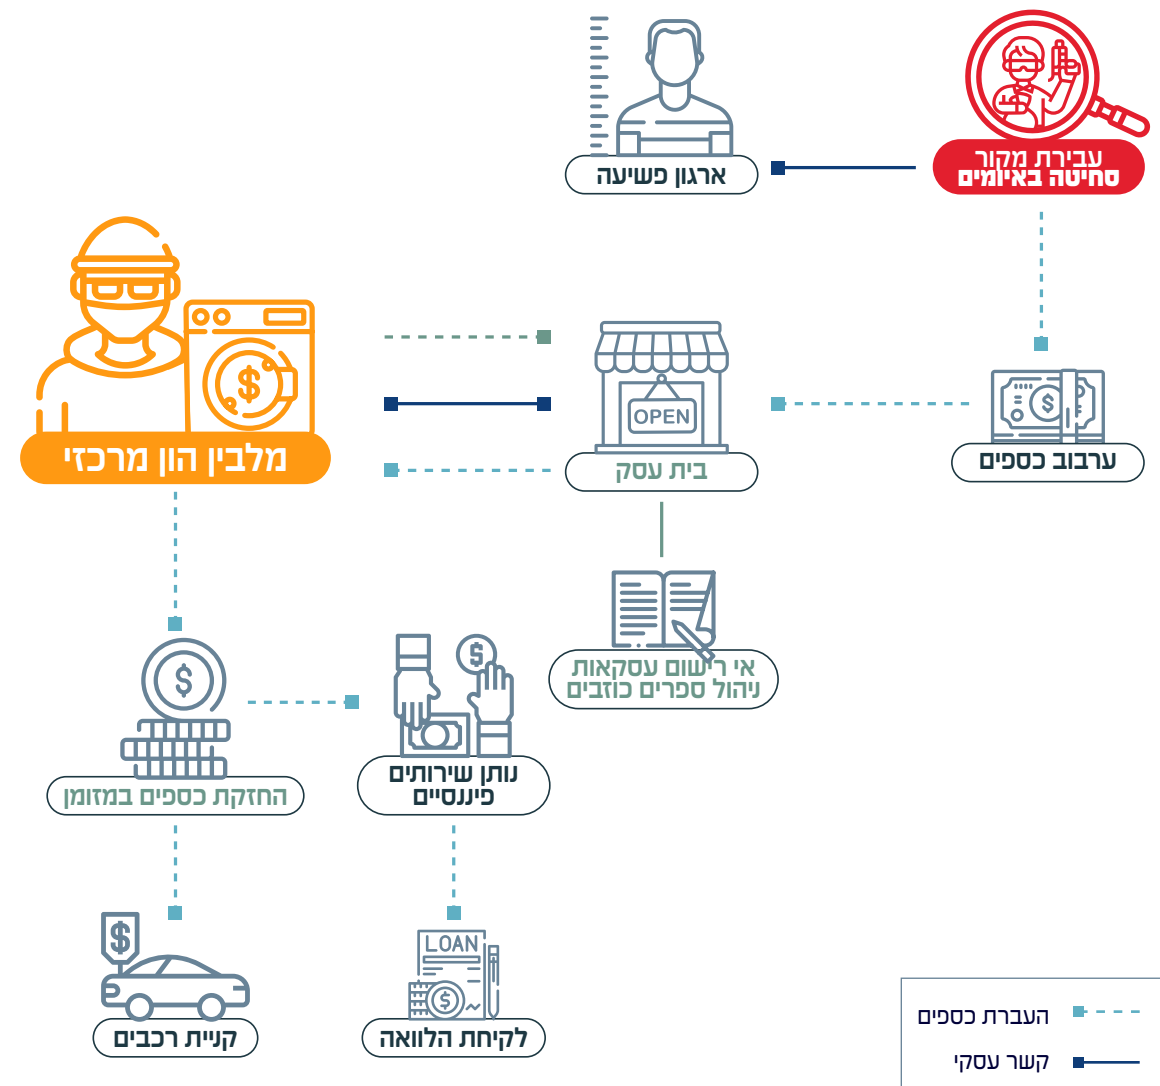 עבירת מקור
סחיטה באיומים
ארגון פשיעה
$
מלבין הון מרכזי
OPEN
בית עסק
$
ערבוב כספים
אי רישום עסקאות
ניהול ספרים כוזבים
$
החזקת כספים במזומן
$
נותן שירותים
פיננסיים
$
קניית רכבים
LOAN
$
לקיחת הלוואה
העברת כספים
קשר עסקי